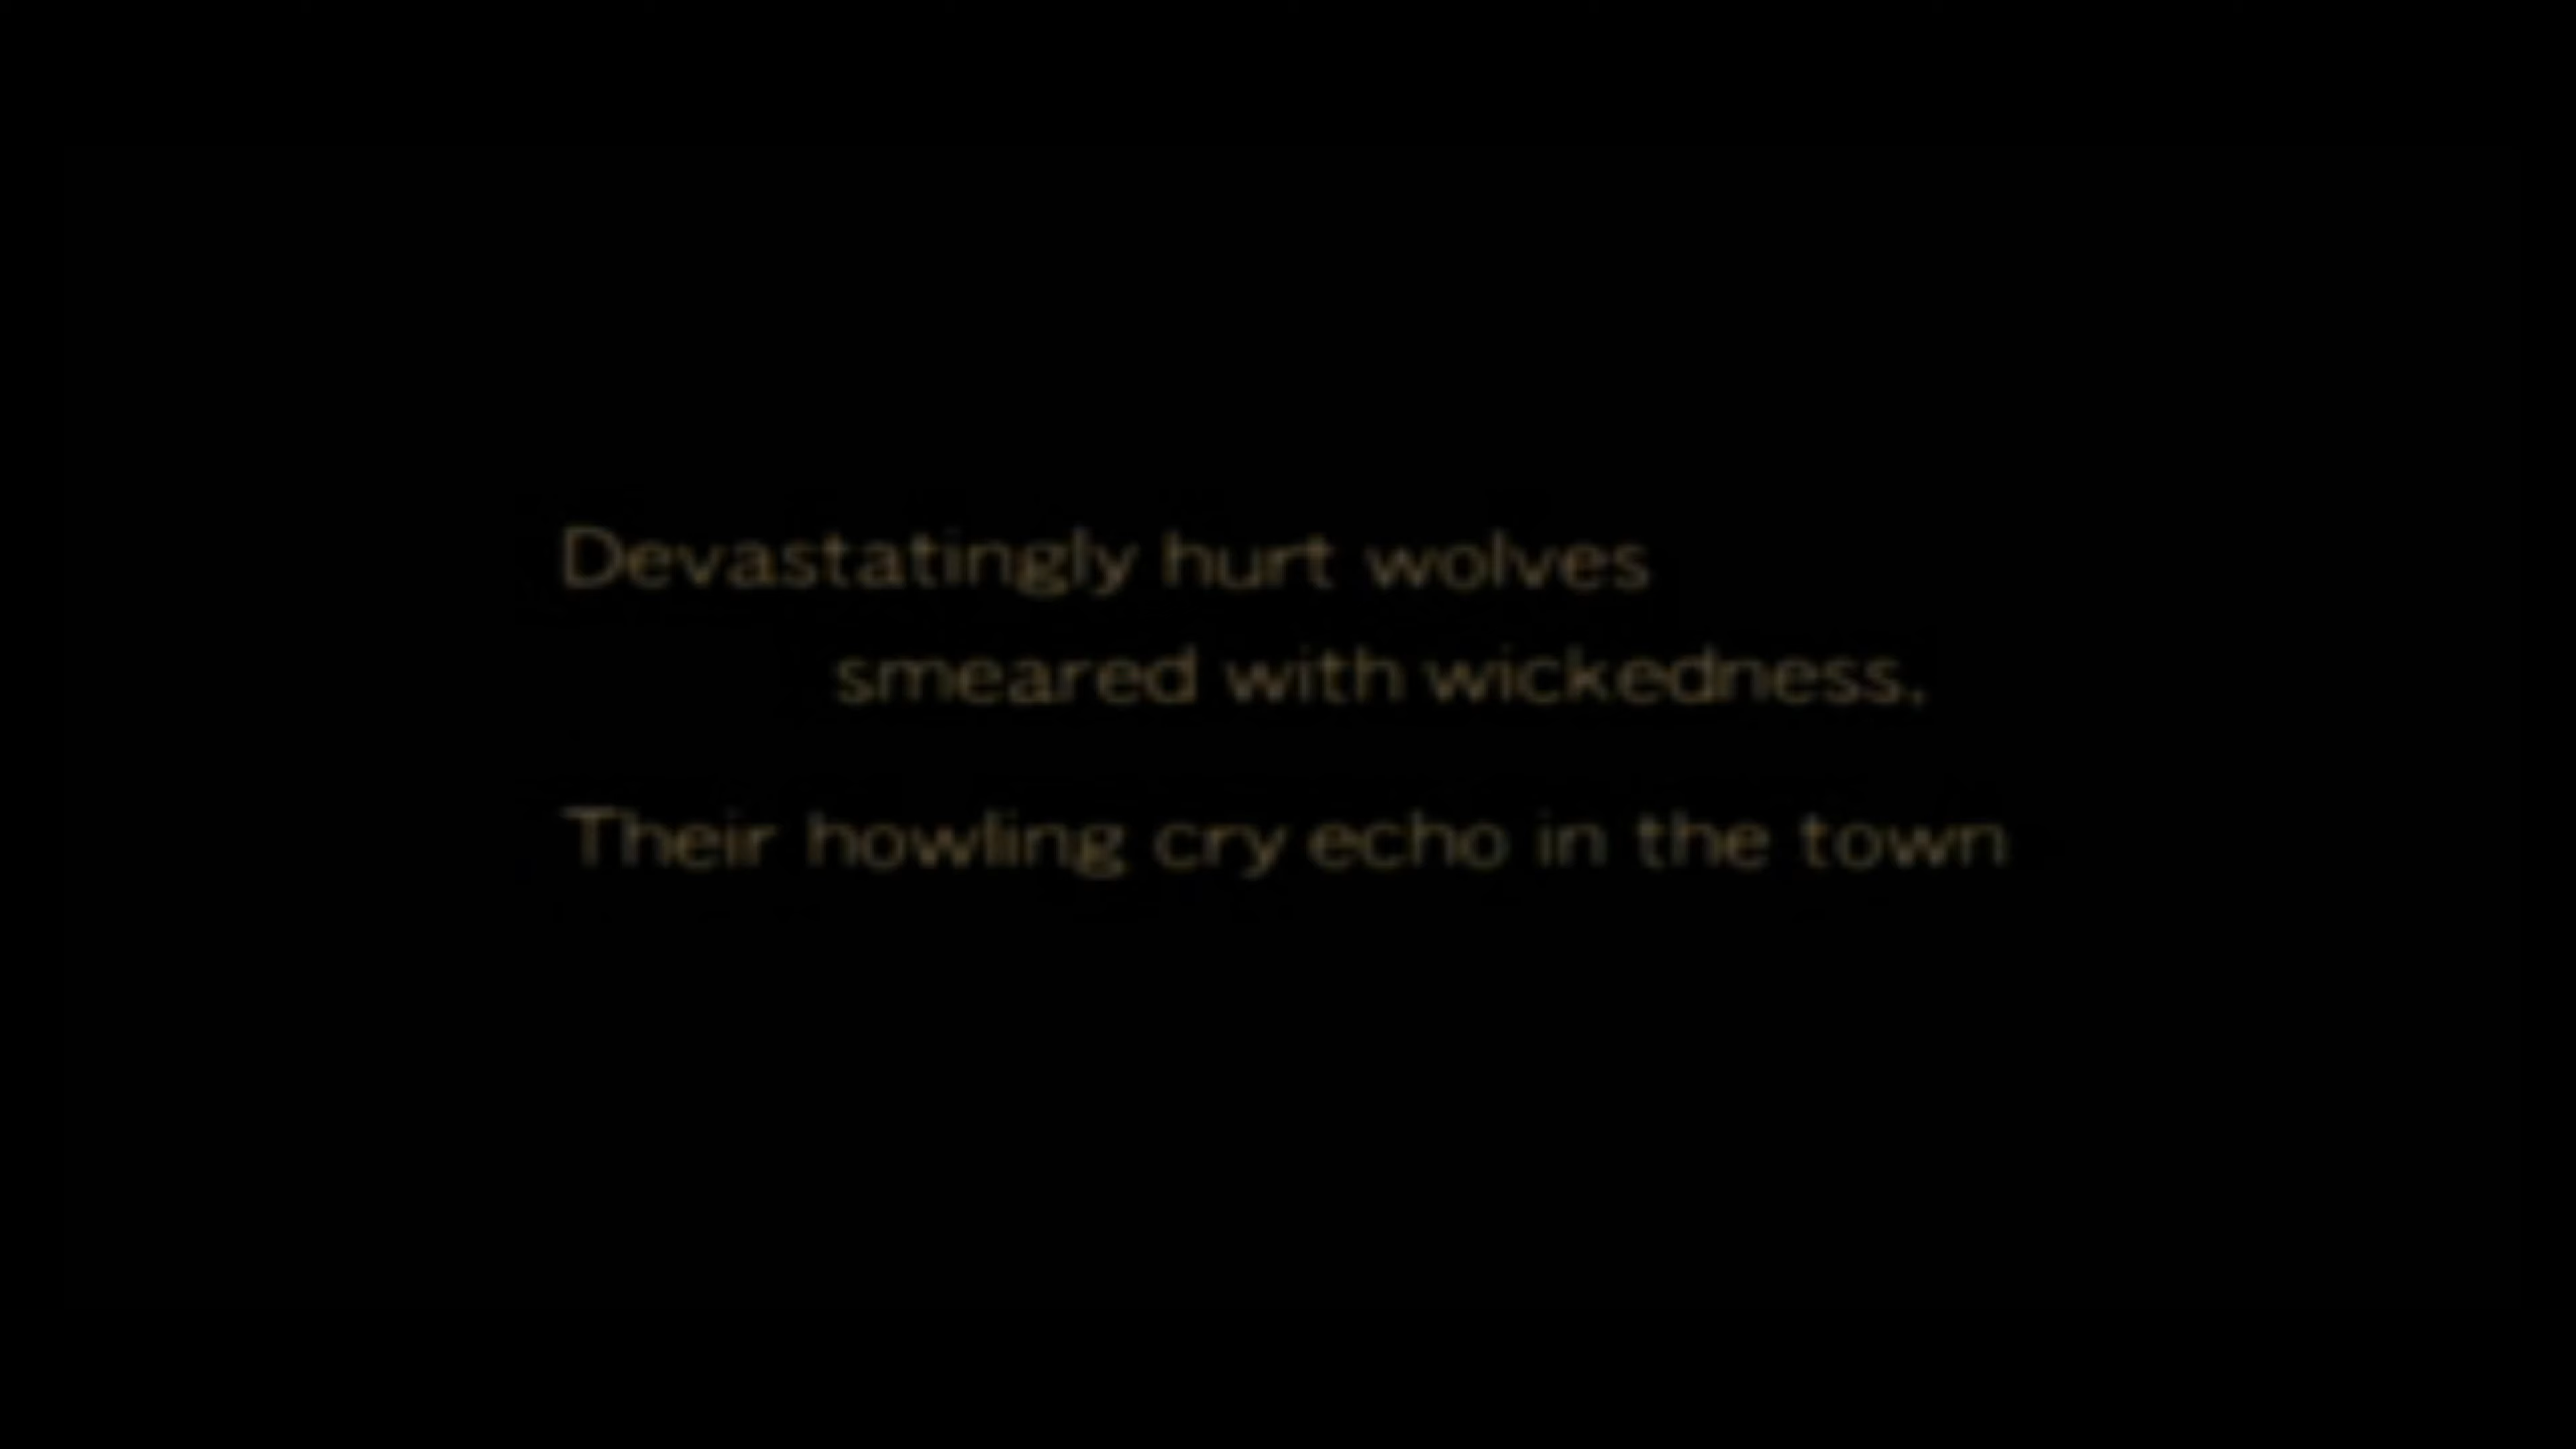 Devastatingly hurt wolves
smeared with wickedness,
Their howling cry echo in the town